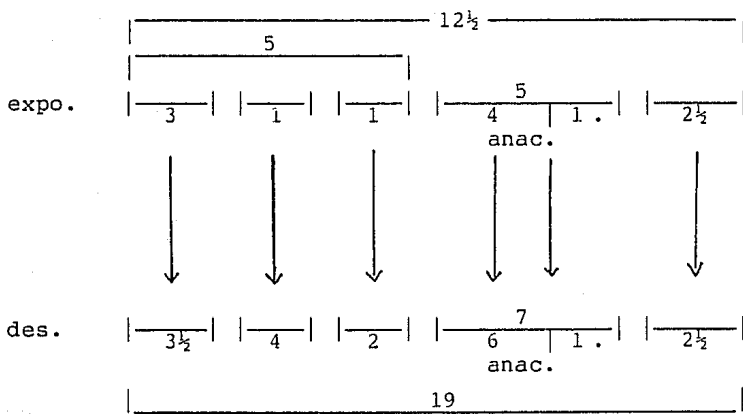 12½
5
expo. 3 1 1 5
4 1 . 2½
anac.
des. 3½ 4 2 7
6 1 . 2½
anac.
19